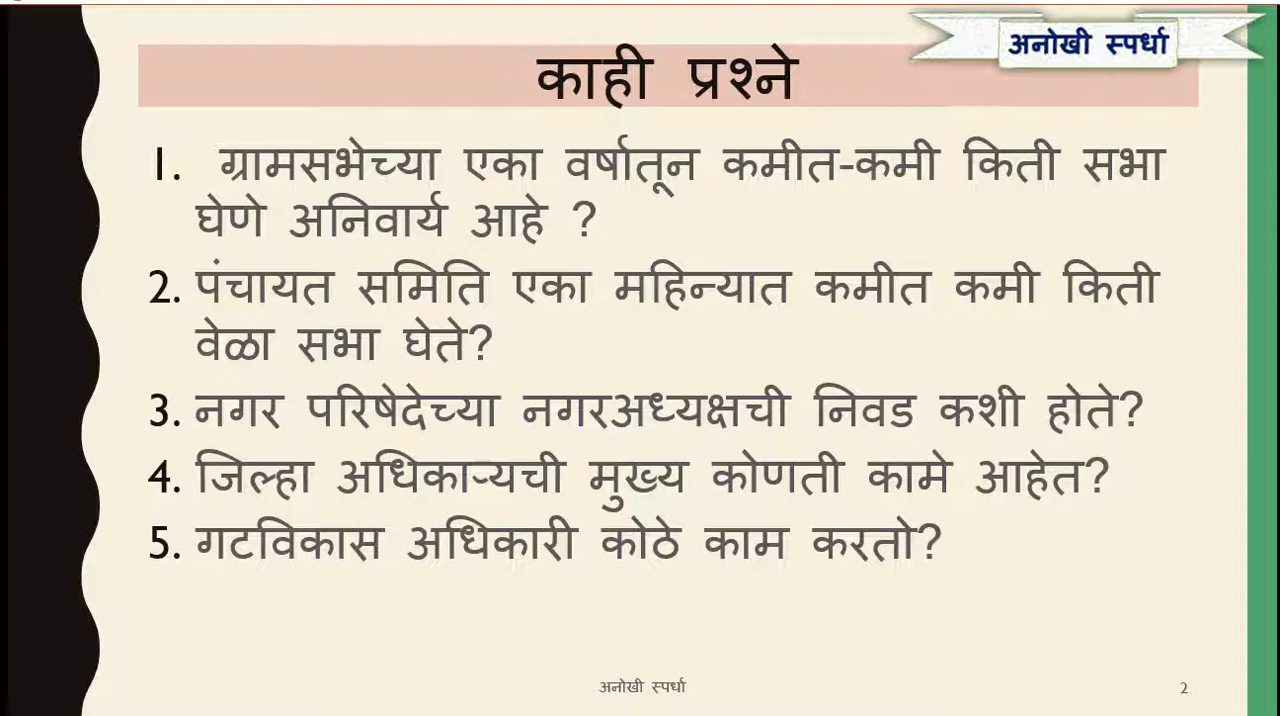 अनोखी स्पर्धा
काही प्रश्ने
1. ग्रामसभेच्या एका वर्षातून कमीत-कमी किती सभा
घेणे अनिवार्य आहे ?
2. पंचायत समिति एका महिन्यात कमीत कमी किती
वेळा सभा घेते?
3. नगर परिषेदेच्या नगरअध्यक्षची निवड कशी होते?
4. जिल्हा अधिकाऱ्यची मुख्य कोणती कामे आहेत?
5. गटविकास अधिकारी कोठे काम करतो?
अनोखी स्पर्धा
2